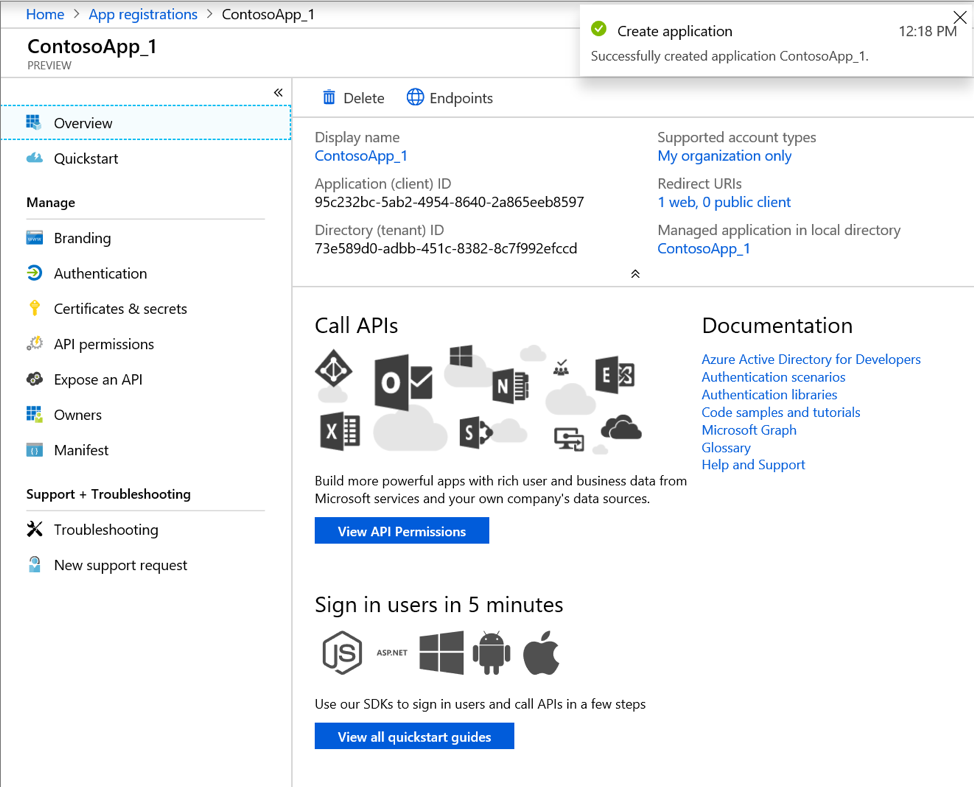 Home > App registrations > ContosoApp_1
ContosoApp_1
PREVIEW
Create application 12:18 PM
Successfully created application ContosoApp_1.
«
Overview
Quickstart
Manage
Branding
Authentication
Certificates & secrets
API permissions
Expose an API
Owners
Manifest
Support + Troubleshooting
Troubleshooting
New support request
Delete Endpoints
Display name
ContosoApp_1
Application (client) ID
95c232bc-5ab2-4954-8640-2a865eeb8597
Directory (tenant) ID
73e589d0-adbb-451c-8382-8c7f992efccd
Supported account types
My organization only
Redirect URIs
1 web, 0 public client
Managed application in local directory
ContosoApp_1
Call APIs
O
N
E
X
S
Build more powerful apps with rich user and business data from
Microsoft services and your own company's data sources.
View API Permissions
Documentation
Azure Active Directory for Developers
Authentication scenarios
Authentication libraries
Code samples and tutorials
Microsoft Graph
Glossary
Help and Support
Sign in users in 5 minutes
JS ASP.NET
Use our SDKs to sign in users and call APIs in a few steps
View all quickstart guides